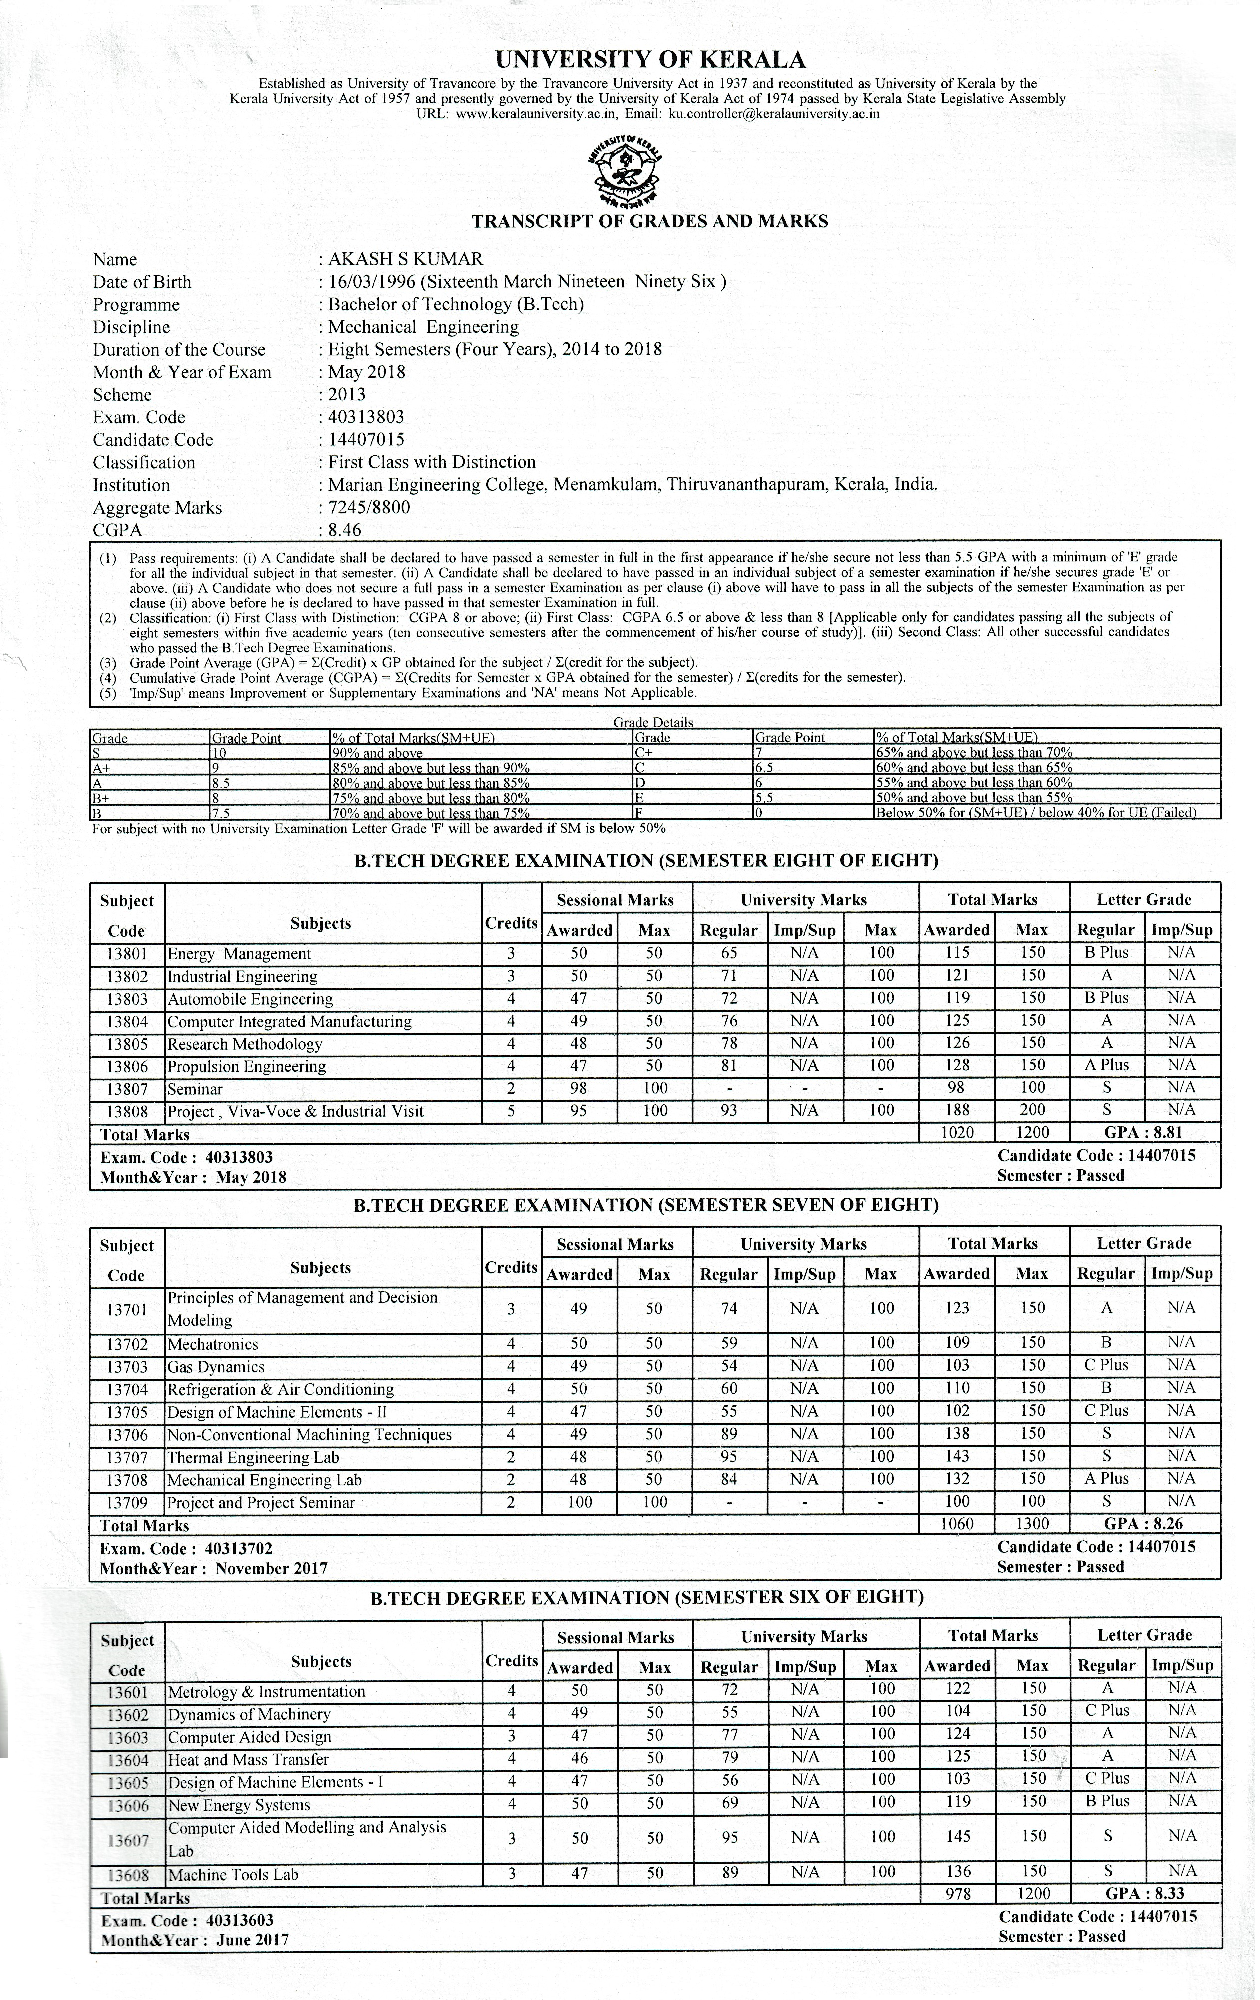 UNIVERSITY OF KERALA
Established as University of Travancore by the Travancore University Act in 1937 and reconstituted as University of Kerala by the
Kerala University Act of 1957 and presently governed by the University of Kerala Act of 1974 passed by Kerala State Legislative Assembly
URL: www.keralauniversity.ac.in, Email: ku.controller@keralauniversity.ac.in
UNIVERSITY OF KERALA
TRANSCRIPT OF GRADES AND MARKS
Name : AKASH S KUMAR
Date of Birth : 16/03/1996 (Sixteenth March Nineteen Ninety Six )
Programme : Bachelor of Technology (B.Tech)
Discipline : Mechanical Engineering
Duration of the Course : Eight Semesters (Four Years), 2014 to 2018
Month & Year of Exam : May 2018
Scheme : 2013
Exam. Code : 40313803
Candidate Code : 14407015
Classification : First Class with Distinction
Institution : Marian Engineering College, Menamkulam, Thiruvananthapuram, Kerala, India.
Aggregate Marks : 7245/8800
CGPA : 8.46
(1) Pass requirements: (i) A Candidate shall be declared to have passed a semester in full in the first appearance if he/she secure not less than 5.5 GPA with a minimum of 'E' grade
for all the individual subject in that semester. (ii) A Candidate shall be declared to have passed in an individual subject of a semester examination if he/she secures grade 'E' or
above. (iii) A Candidate who does not secure a full pass in a semester Examination as per clause (i) above will have to pass in all the subjects of the semester Examination as per
clause (ii) above before he is declared to have passed in that semester Examination in full.
(2) Classification: (i) First Class with Distinction: CGPA 8 or above; (ii) First Class: CGPA 6.5 or above & less than 8 [Applicable only for candidates passing all the subjects of
eight semesters within five academic years (ten consecutive semesters after the commencement of his/her course of study)]. (iii) Second Class: All other successful candidates
who passed the B.Tech Degree Examinations.
(3) Grade Point Average (GPA) = Σ(Credit) x GP obtained for the subject / Σ(credit for the subject).
(4) Cumulative Grade Point Average (CGPA) = Σ(Credits for Semester x GPA obtained for the semester) / Σ(credits for the semester).
(5) 'Imp/Sup' means Improvement or Supplementary Examinations and 'NA' means Not Applicable.
Grade Details
Grade Grade Point % of Total Marks(SM+UE) Grade Grade Point % of Total Marks(SM+UE)
S 10 90% and above C+ 7 65% and above but less than 70%
A+ 9 85% and above but less than 90% C 6.5 60% and above but less than 65%
A 8.5 80% and above but less than 85% D 6 55% and above but less than 60%
B+ 8 75% and above but less than 80% E 5.5 50% and above but less than 55%
B 7.5 70% and above but less than 75% F 0 Below 50% for (SM+UE) / below 40% for UE (Failed)
For subject with no University Examination Letter Grade 'F' will be awarded if SM is below 50%
B.TECH DEGREE EXAMINATION (SEMESTER EIGHT OF EIGHT)
Subject Code Subjects Credits Sessional Marks University Marks Total Marks Letter Grade
Awarded Max Regular Imp/Sup Max Awarded Max Regular Imp/Sup
13801 Energy Management 3 50 50 65 N/A 100 115 150 B Plus N/A
13802 Industrial Engineering 3 50 50 71 N/A 100 121 150 A N/A
13803 Automobile Engineering 4 47 50 72 N/A 100 119 150 B Plus N/A
13804 Computer Integrated Manufacturing 4 49 50 76 N/A 100 125 150 A N/A
13805 Research Methodology 4 48 50 78 N/A 100 126 150 A N/A
13806 Propulsion Engineering 4 47 50 81 N/A 100 128 150 A Plus N/A
13807 Seminar 2 98 100 - - - 98 100 S N/A
13808 Project , Viva-Voce & Industrial Visit 5 95 100 93 N/A 100 188 200 S N/A
Total Marks 1020 1200 GPA : 8.81
Exam. Code : 40313803 Candidate Code : 14407015
Month&Year : May 2018 Semester : Passed
B.TECH DEGREE EXAMINATION (SEMESTER SEVEN OF EIGHT)
Subject Code Subjects Credits Sessional Marks University Marks Total Marks Letter Grade
Awarded Max Regular Imp/Sup Max Awarded Max Regular Imp/Sup
13701 Principles of Management and Decision Modeling 3 49 50 74 N/A 100 123 150 A N/A
13702 Mechatronics 4 50 50 59 N/A 100 109 150 B N/A
13703 Gas Dynamics 4 49 50 54 N/A 100 103 150 C Plus N/A
13704 Refrigeration & Air Conditioning 4 50 50 60 N/A 100 110 150 B N/A
13705 Design of Machine Elements - II 4 47 50 55 N/A 100 102 150 C Plus N/A
13706 Non-Conventional Machining Techniques 4 49 50 89 N/A 100 138 150 S N/A
13707 Thermal Engineering Lab 2 48 50 95 N/A 100 143 150 S N/A
13708 Mechanical Engineering Lab 2 48 50 84 N/A 100 132 150 A Plus N/A
13709 Project and Project Seminar 2 100 100 - - - 100 100 S N/A
Total Marks 1060 1300 GPA : 8.26
Exam. Code : 40313702 Candidate Code : 14407015
Month&Year : November 2017 Semester : Passed
B.TECH DEGREE EXAMINATION (SEMESTER SIX OF EIGHT)
Subject Code Subjects Credits Sessional Marks University Marks Total Marks Letter Grade
Awarded Max Regular Imp/Sup Max Awarded Max Regular Imp/Sup
13601 Metrology & Instrumentation 4 50 50 72 N/A 100 122 150 A N/A
13602 Dynamics of Machinery 4 49 50 55 N/A 100 104 150 C Plus N/A
13603 Computer Aided Design 3 47 50 77 N/A 100 124 150 A N/A
13604 Heat and Mass Transfer 4 46 50 79 N/A 100 125 150 A N/A
13605 Design of Machine Elements - I 4 47 50 56 N/A 100 103 150 C Plus N/A
13606 New Energy Systems 4 50 50 69 N/A 100 119 150 B Plus N/A
13607 Computer Aided Modelling and Analysis Lab 3 50 50 95 N/A 100 145 150 S N/A
13608 Machine Tools Lab 3 47 50 89 N/A 100 136 150 S N/A
Total Marks 978 1200 GPA : 8.33
Exam. Code : 40313603 Candidate Code : 14407015
Month&Year : June 2017 Semester : Passed